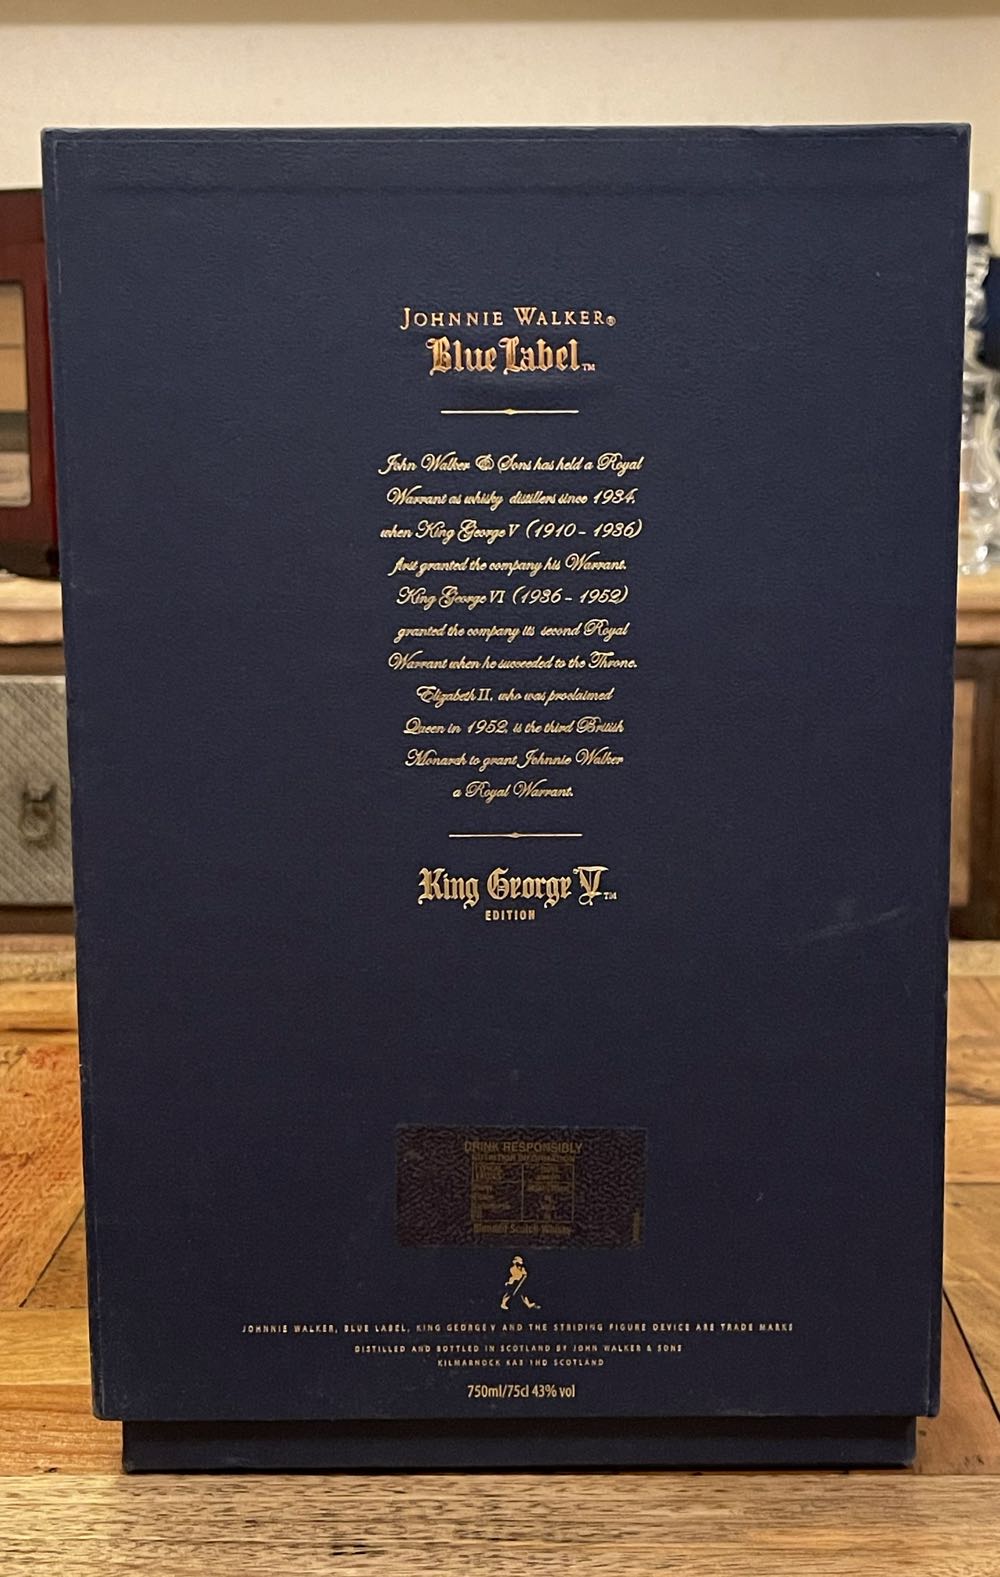 JOHNNIE WALKER®
Blue Label™
John Walker & Sons has held a Royal
Warrant as whisky distillers since 1934,
when King George V (1910 - 1936)
first granted the company his Warrant.
King George VI (1936 - 1952)
granted the company its second Royal
Warrant when he succeeded to the Throne.
Elizabeth II, who was proclaimed
Queen in 1952, is the third British
Monarch to grant Johnnie Walker
a Royal Warrant.
King George V™
EDITION
DRINK RESPONSIBLY
NUTRITION INFORMATION
Blended Scotch Whisky
JOHNNIE WALKER, BLUE LABEL, KING GEORGE V AND THE STRIDING FIGURE DEVICE ARE TRADE MARKS
DISTILLED AND BOTTLED IN SCOTLAND BY JOHN WALKER & SONS
KILMARNOCK KA3 1HD SCOTLAND
750ml/75cl 43% vol